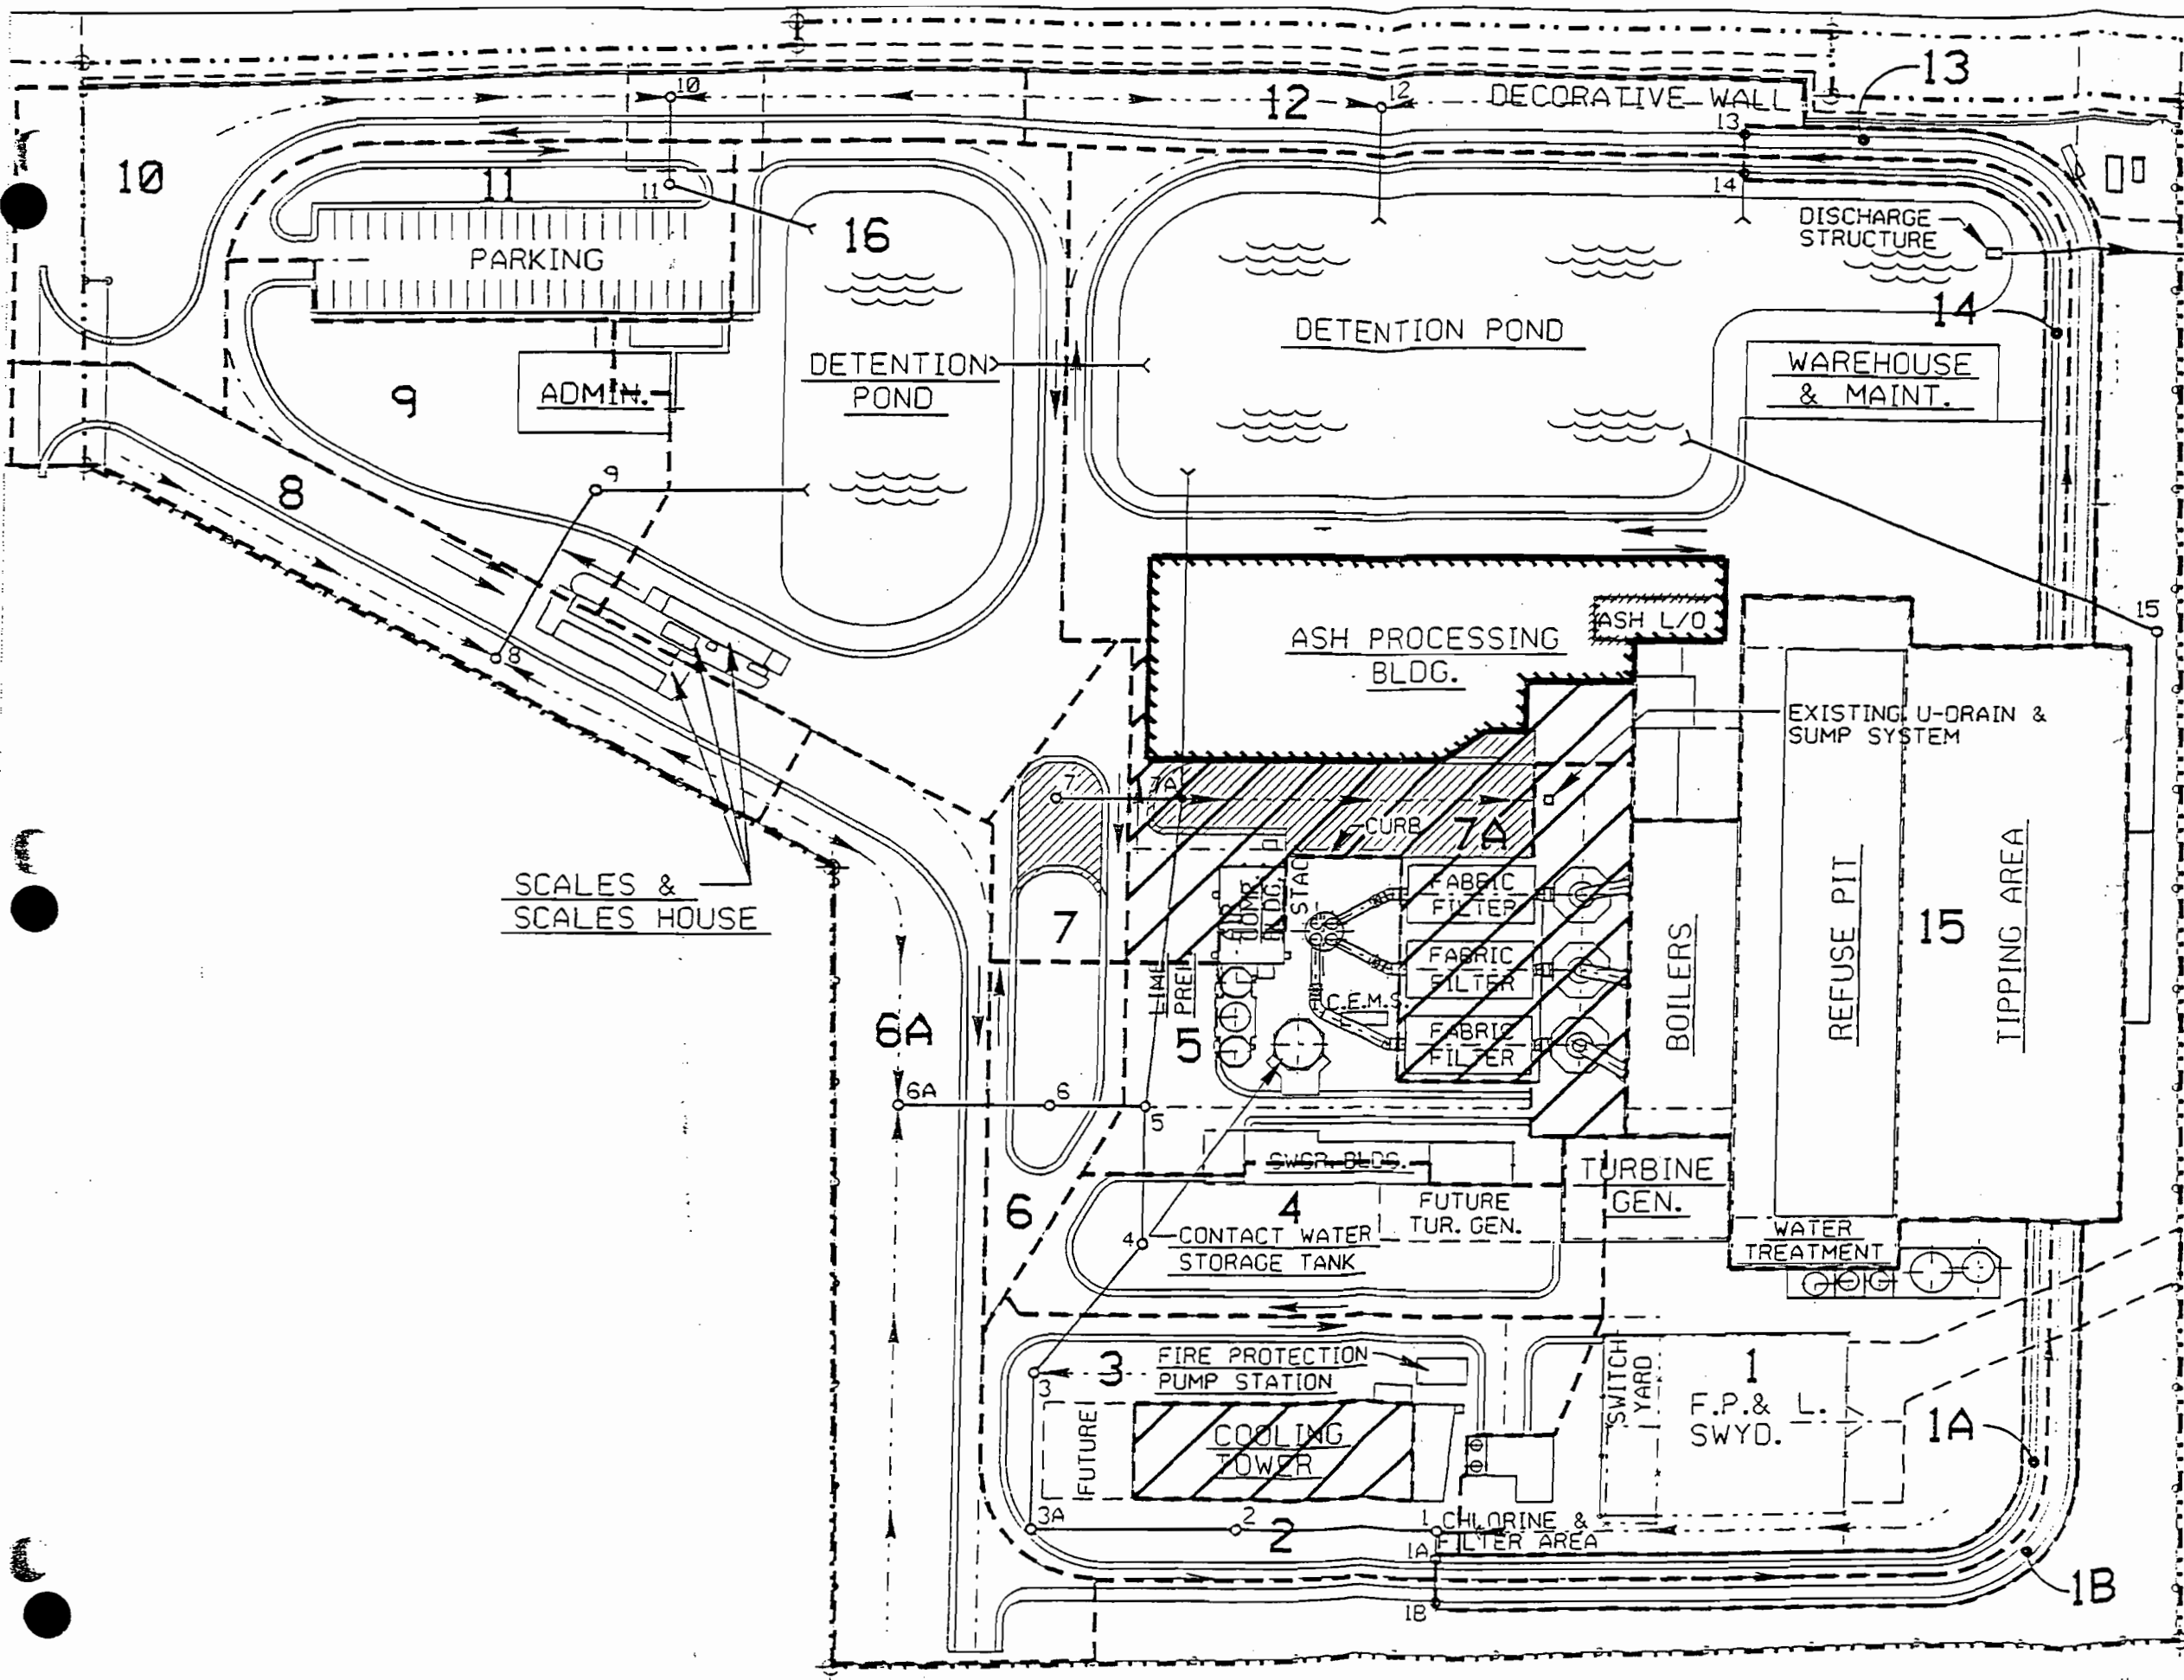 13
10
12
12
DECORATIVE WALL
13
10
11
11
14
16
DISCHARGE
STRUCTURE
PARKING
14
DETENTION POND
DETENTION
POND
WAREHOUSE
& MAINT.
9
ADMIN.
9
8
15
ASH L/O
ASH PROCESSING
BLDG.
8
EXISTING U-DRAIN &
SUMP SYSTEM
7
7A
CURB
7A
SCALES &
SCALES HOUSE
7
STAC
FABRIC
FILTER
FABRIC
FILTER
FABRIC
FILTER
BOILERS
REFUSE PIT
15
TIPPING AREA
LIME
PREP
C.E.M.S.
6A
5
6A
6
5
SWGR. BLDG.
TURBINE
GEN.
6
4
FUTURE
TUR. GEN.
4
CONTACT WATER
STORAGE TANK
WATER
TREATMENT
3
3
FIRE PROTECTION
PUMP STATION
SWITCH
YARD
1
F.P.& L.
SWYD.
FUTURE
COOLING
TOWER
1A
3A
2
2
1
CHLORINE &
FILTER AREA
1A
1B
1B